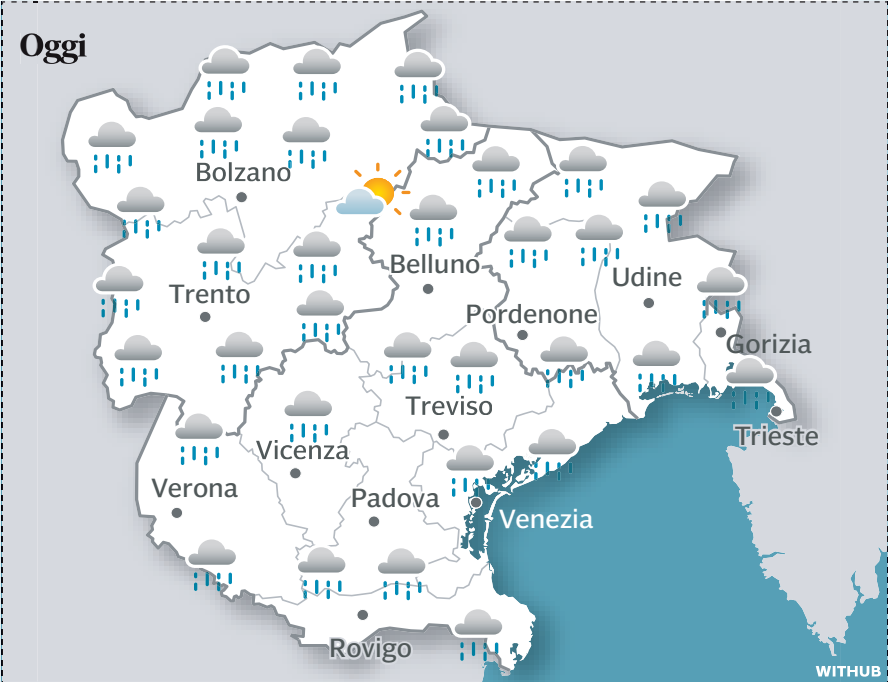 Oggi
Bolzano
Belluno
Udine
Trento
Pordenone
Gorizia
Treviso
Trieste
Vicenza
Verona
Padova
Venezia
Rovigo
WITHUB